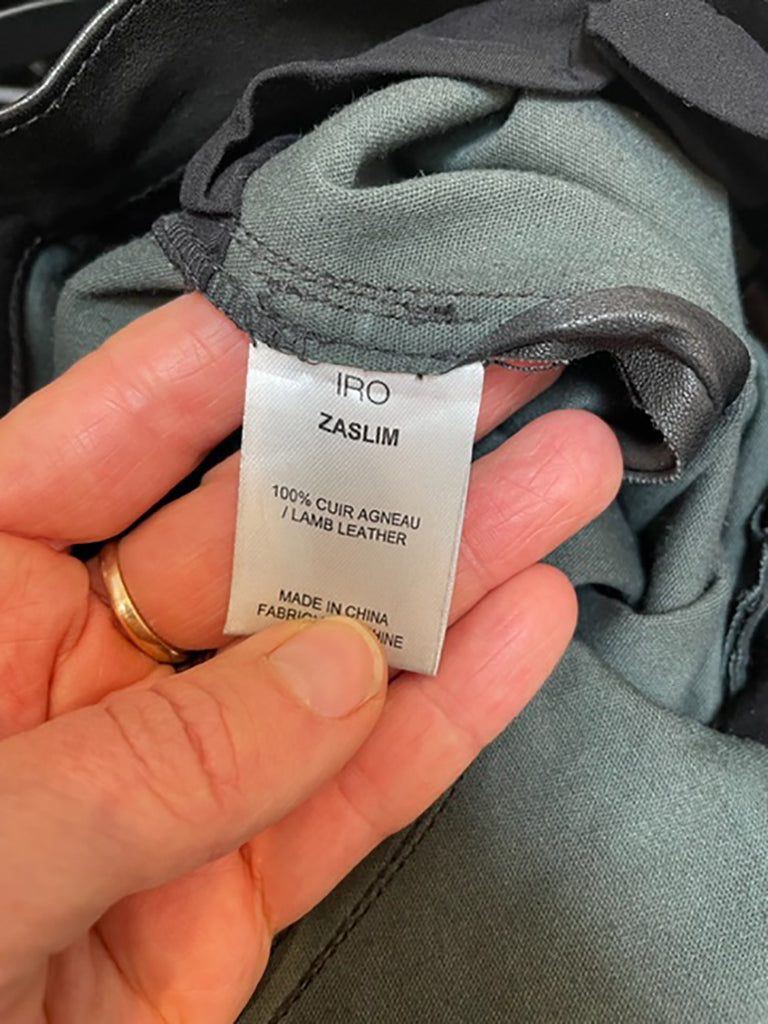 IRO
ZASLIM
100% CUIR AGNEAU
/ LAMB LEATHER
MADE IN CHINA